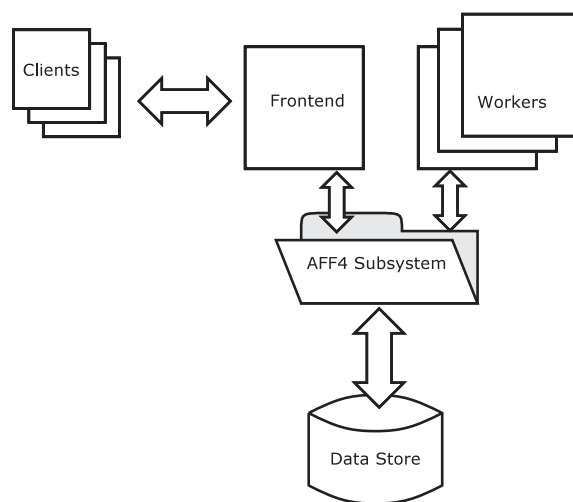 Clients
Frontend
Workers
AFF4 Subsystem
Data Store